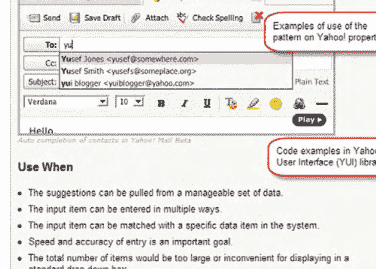 Send Save Draft Attach Check Spelling
Examples of use of the
pattern on Yahoo! propert
To: yu
Cc: Yusef Jones <yusef@somewhere.com>
Yusef Smith <yusefs@someplace.org>
Subject: yui blogger <yuiblogger@yahoo.com> Plain Text
Verdana 10 B I U
Play
Hello
Auto completion of contacts in Yahoo! Mail Beta
Code examples in Yahoo
User Interface (YUI) libra
Use When
• The suggestions can be pulled from a manageable set of data.
• The input item can be entered in multiple ways.
• The input item can be matched with a specific data item in the system.
• Speed and accuracy of entry is an important goal.
• The total number of items would be too large or inconvenient for displaying in a
standard drop down box.